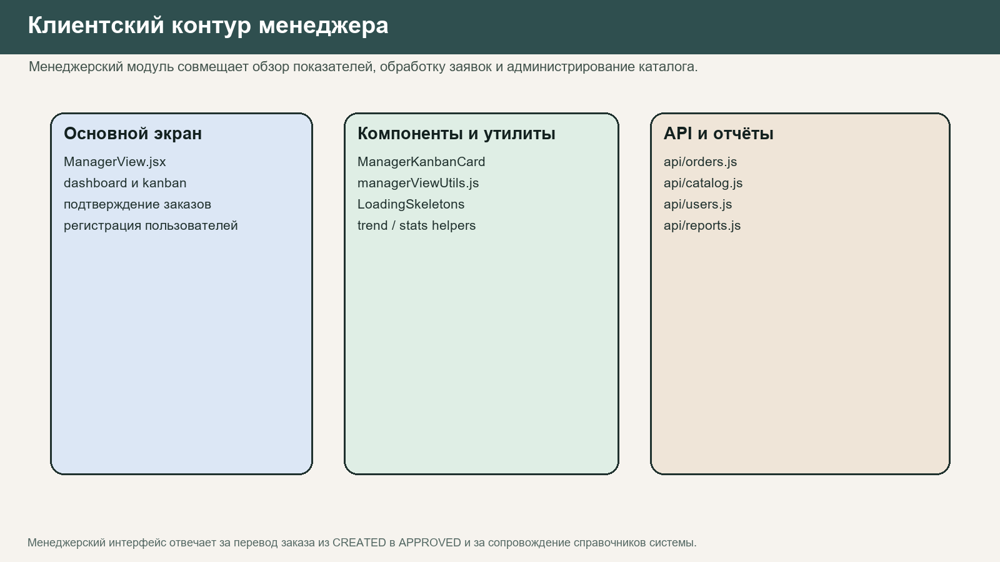 Клиентский контур менеджера
Менеджерский модуль совмещает обзор показателей, обработку заявок и администрирование каталога.
Основной экран
ManagerView.jsx
dashboard и kanban
подтверждение заказов
регистрация пользователей
Компоненты и утилиты
ManagerKanbanCard
managerViewUtils.js
LoadingSkeletons
trend / stats helpers
API и отчёты
api/orders.js
api/catalog.js
api/users.js
api/reports.js
Менеджерский интерфейс отвечает за перевод заказа из CREATED в APPROVED и за сопровождение справочников системы.